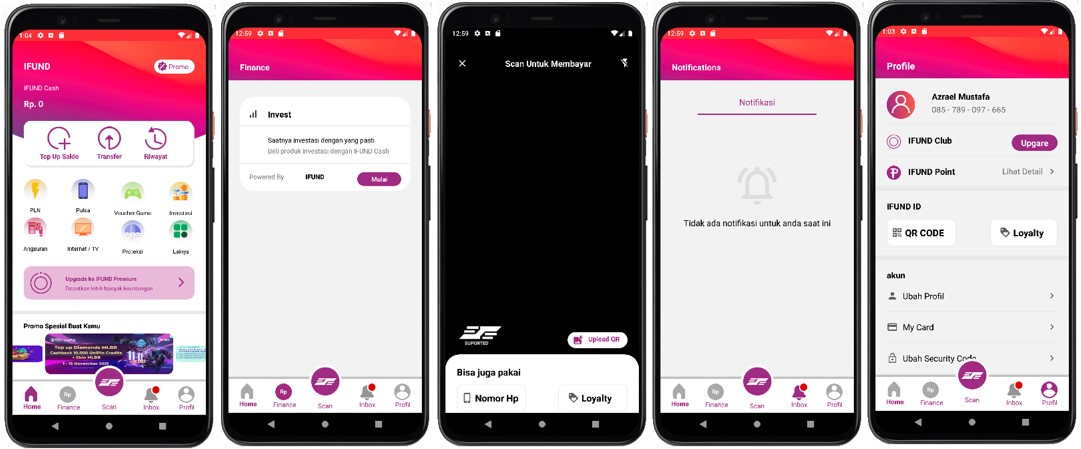 1:04
IFUND
Promo
IFUND Cash
Rp. 0
Top Up Saldo
Transfer
Riwayat
PLN
Pulsa
Voucher Game
Investasi
Angsuran
Internet / TV
Proteksi
Lainya
Upgrade ke IFUND Premium
Dapatkan lebih banyak keunungan
Promo Spesial Buat Kamu
Top up Diamonds MLBB
Cashback 10.000 UniPin Credits
+ Skin MLBB
Home
Rp
Finance
Scan
Inbox
Profil
12:59
Finance
Invest
Saatnya investasi dengan yang pasti
Beli produk Investasi dengan IFUND Cash
Powered By
IFUND
Mulai
Home
Rp
Finance
Scan
Inbox
Profil
12:59
Scan Untuk Membayar
SUPORTED
Upload QR
Bisa juga pakai
Nomor Hp
Loyalty
12:59
Notifications
Notifikasi
Tidak ada notifikasi untuk anda saat ini
Home
Rp
Finance
Scan
Inbox
Profil
1:03
Profile
Azrael Mustafa
085 - 789 - 097 - 665
IFUND Club
Upgare
IFUND Point
Lihat Detail
IFUND ID
QR CODE
Loyalty
akun
Ubah Profil
My Card
Ubah Security Code
Home
Rp
Finance
Scan
Inbox
Profil